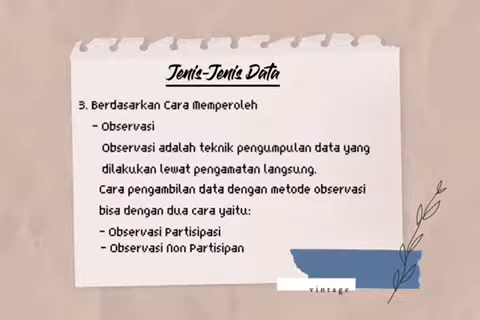 Jenis-Jenis Data
3. Berdasarkan Cara Memperoleh
- Observasi
Observasi adalah teknik pengumpulan data yang
dilakukan lewat pengamatan langsung.
Cara pengambilan data dengan metode observasi
bisa dengan dua cara yaitu:
- Observasi Partisipasi
- Observasi Non Partisipan
vintage